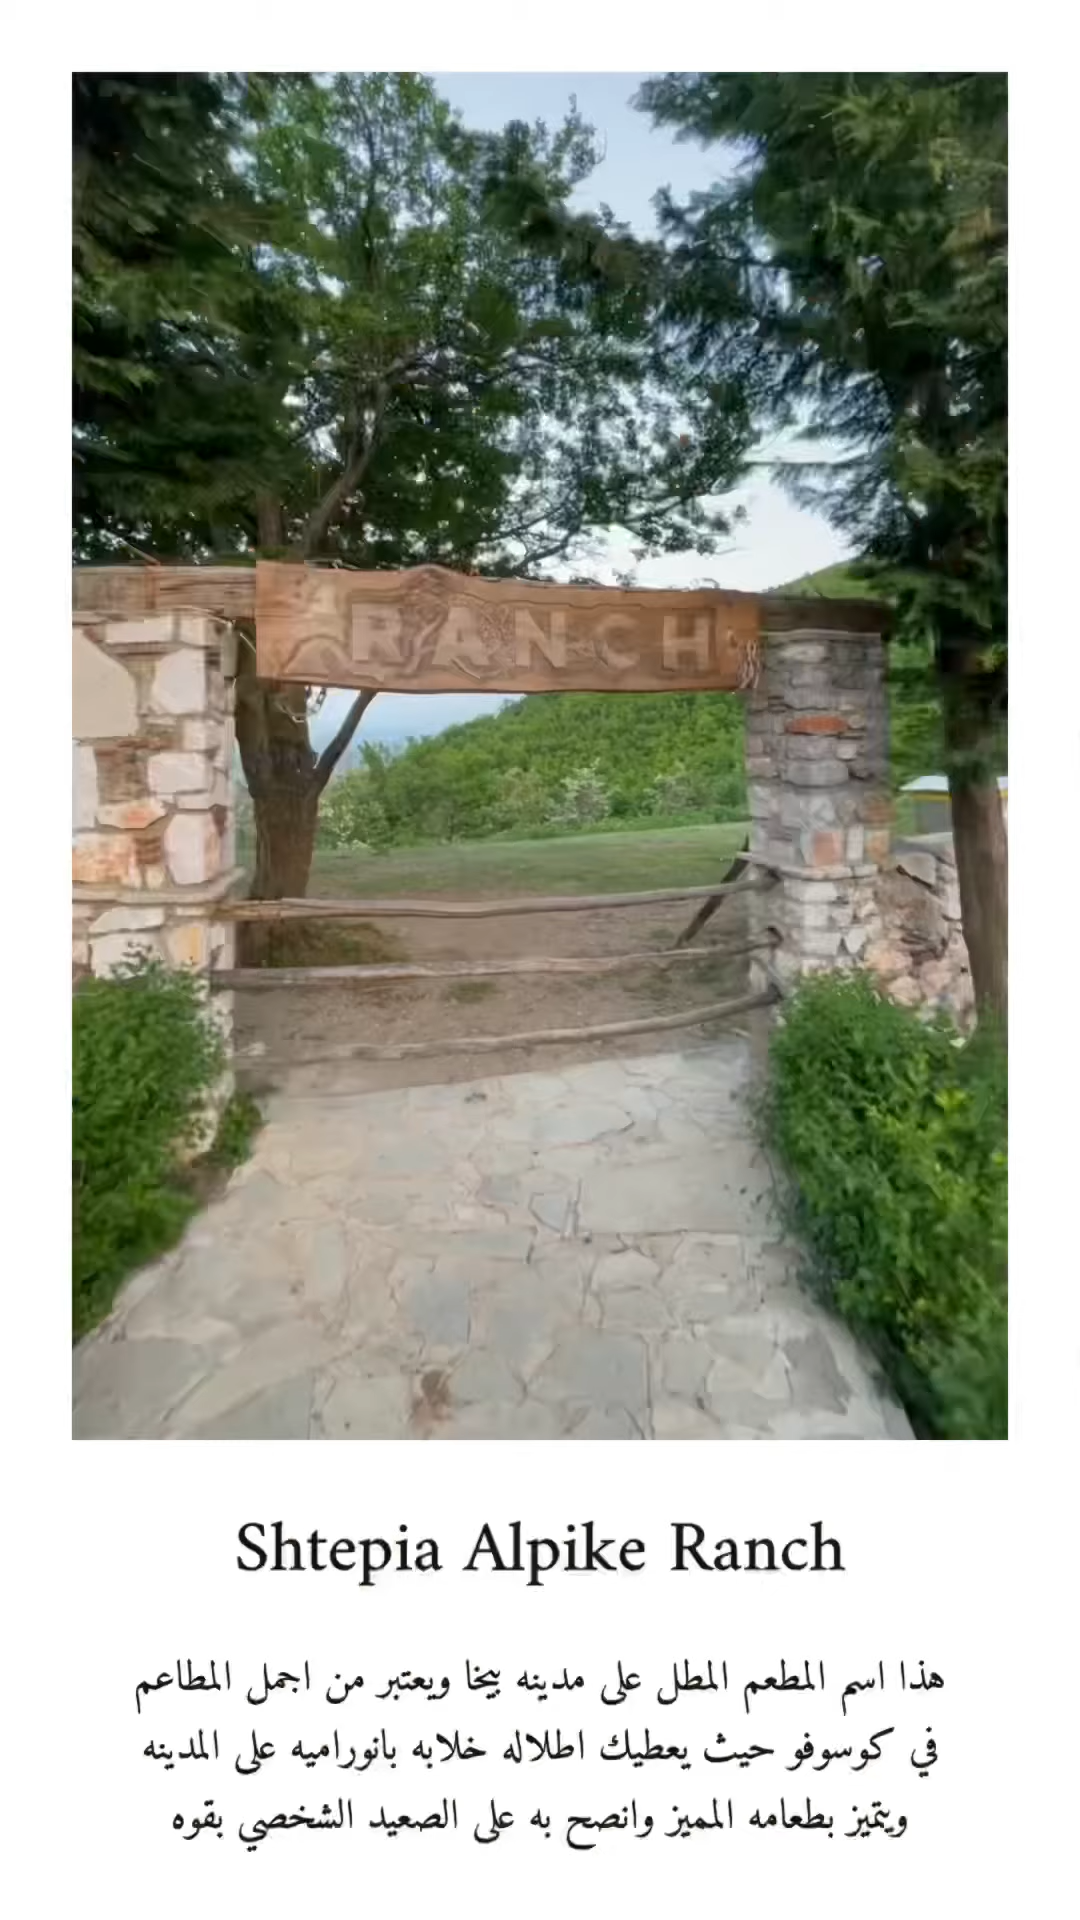 RANCH
Shtepia Alpike Ranch
هذا اسم المطعم المطل على مدينه بيخا ويعتبر من اجمل المطاعم
في كوسوفو حيث يعطيك اطلاله خلابه بانوراميه على المدينه
ويتميز بطعامه المميز وانصح به على الصعيد الشخصي بقوه